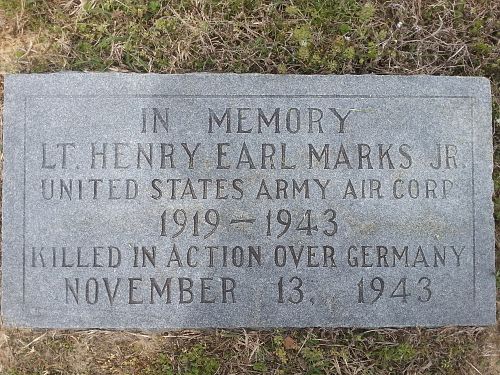 IN MEMORY
LT. HENRY EARL MARKS JR.
UNITED STATES ARMY AIR CORP
1919-1943
KILLED IN ACTION OVER GERMANY
NOVEMBER 13, 1943